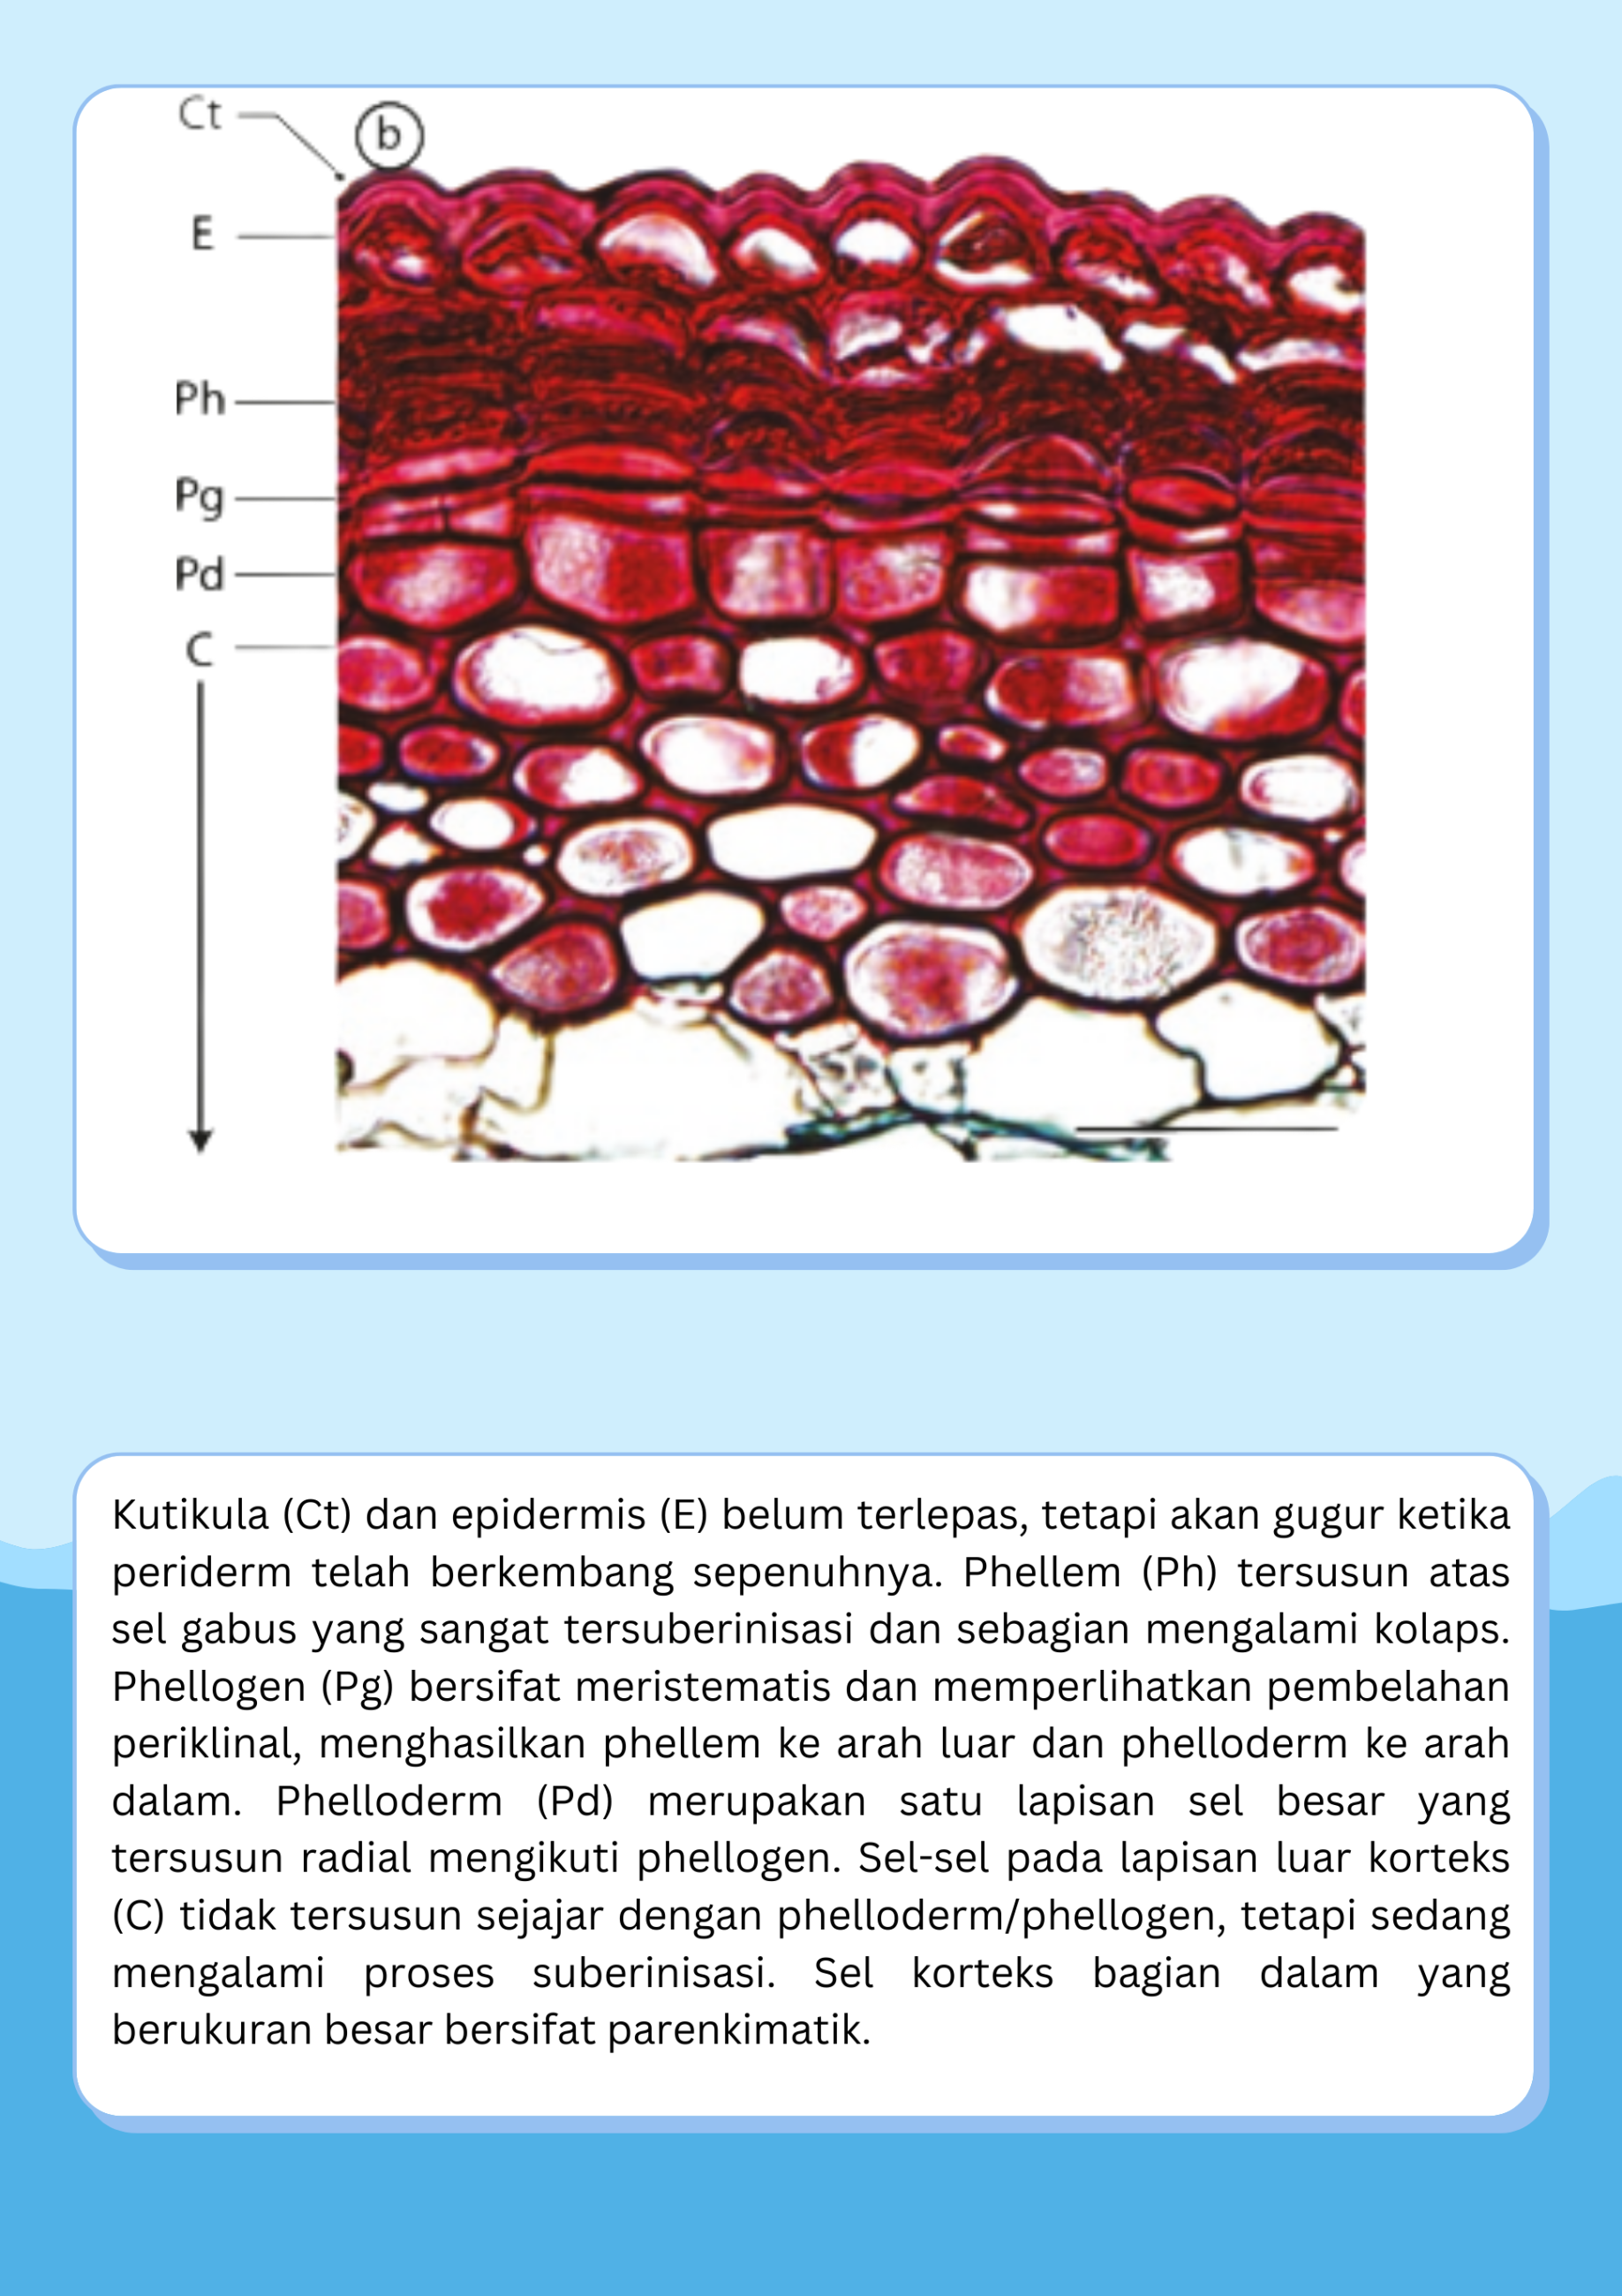 Ct
b
E
Ph
Pg
Pd
C
Kutikula (Ct) dan epidermis (E) belum terlepas, tetapi akan gugur ketika
periderm telah berkembang sepenuhnya. Phellem (Ph) tersusun atas
sel gabus yang sangat tersuberinisasi dan sebagian mengalami kolaps.
Phellogen (Pg) bersifat meristematis dan memperlihatkan pembelahan
periklinal, menghasilkan phellem ke arah luar dan phelloderm ke arah
dalam. Phelloderm (Pd) merupakan satu lapisan sel besar yang
tersusun radial mengikuti phellogen. Sel-sel pada lapisan luar korteks
(C) tidak tersusun sejajar dengan phelloderm/phellogen, tetapi sedang
mengalami proses suberinisasi. Sel korteks bagian dalam yang
berukuran besar bersifat parenkimatik.